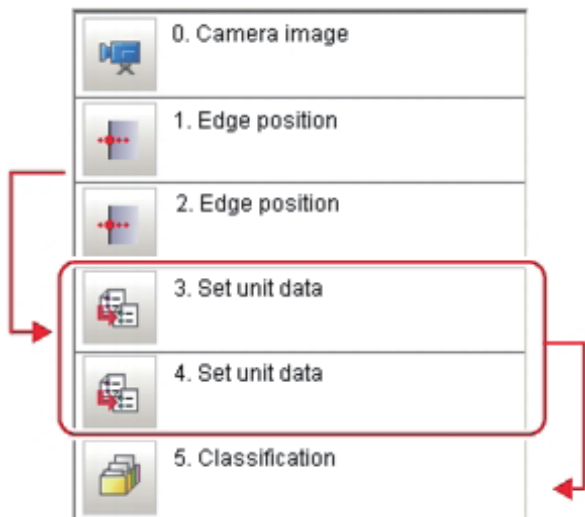 0. Camera image
1. Edge position
2. Edge position
3. Set unit data
4. Set unit data
5. Classification